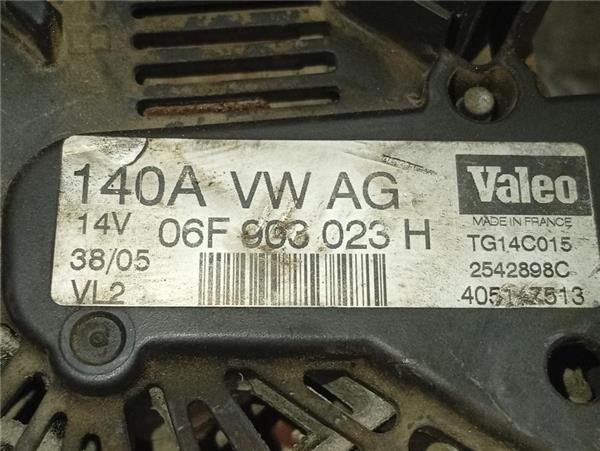 140A VW AG
14V 06F 903 023 H
38/05
VL2
Valeo
MADE IN FRANCE
TG14C015
2542898C